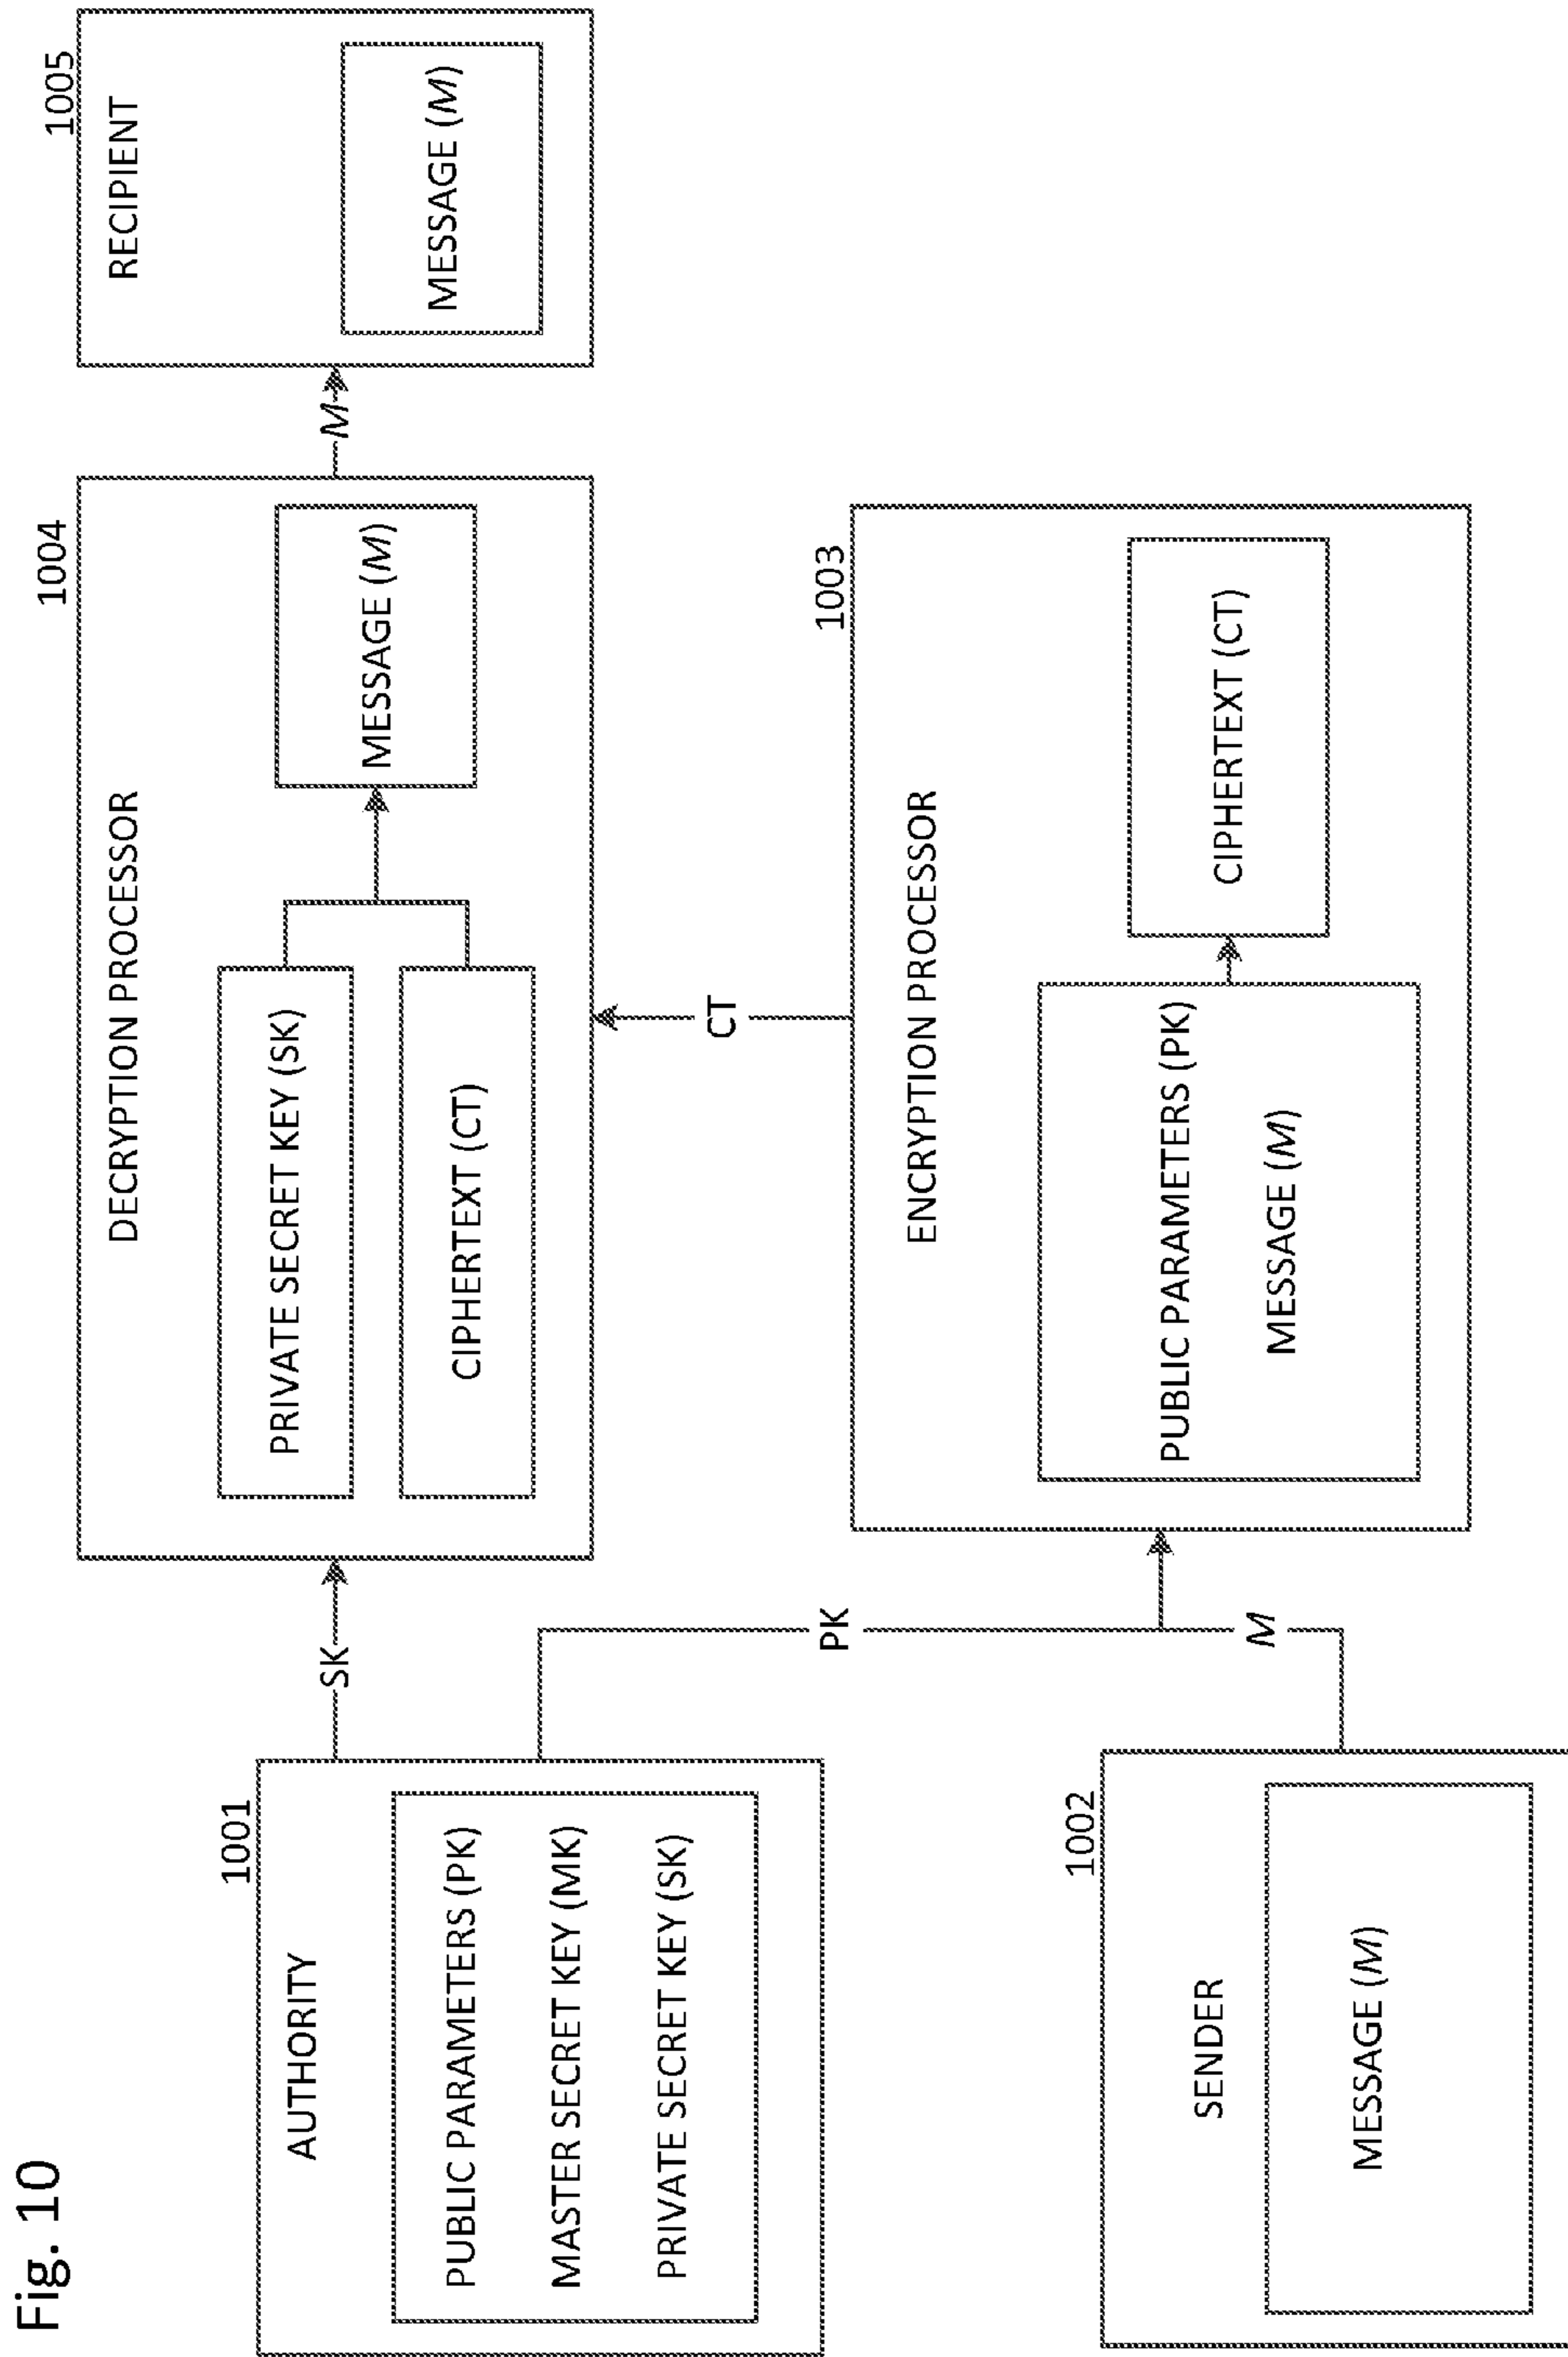 Fig. 10
1001
AUTHORITY
PUBLIC PARAMETERS (PK)
MASTER SECRET KEY (MK)
PRIVATE SECRET KEY (SK)
1002
SENDER
MESSAGE (M)
SK
PK
M
1004
DECRYPTION PROCESSOR
PRIVATE SECRET KEY (SK)
CIPHERTEXT (CT)
MESSAGE (M)
CT
1003
ENCRYPTION PROCESSOR
PUBLIC PARAMETERS (PK)
MESSAGE (M)
CIPHERTEXT (CT)
M
1005
RECIPIENT
MESSAGE (M)